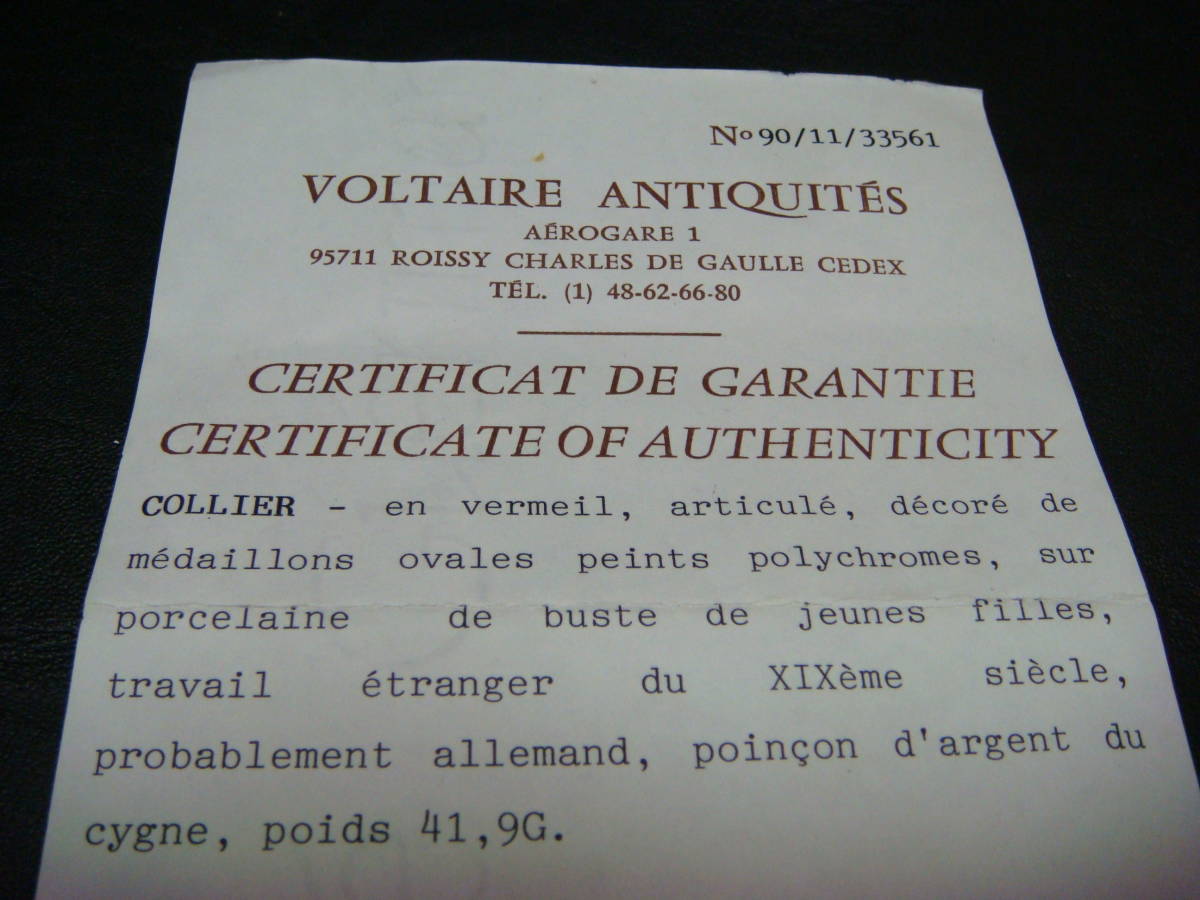 Nº 90/11/33561
VOLTAIRE ANTIQUITÉS
AÉROGARE 1
95711 ROISSY CHARLES DE GAULLE CEDEX
TÉL. (1) 48-62-66-80
CERTIFICAT DE GARANTIE
CERTIFICATE OF AUTHENTICITY
COLLIER - en vermeil, articulé, décoré de
médaillons ovales peints polychromes, sur
porcelaine de buste de jeunes filles,
travail étranger du XIXème siècle,
probablement allemand, poinçon d'argent du
cygne, poids 41,9G.